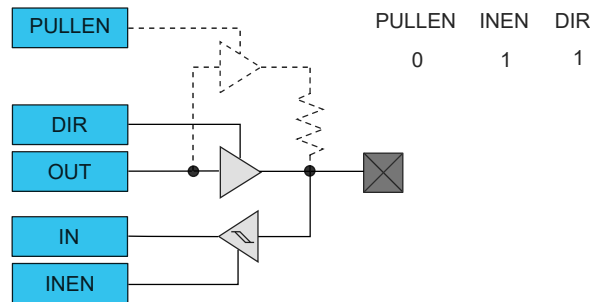 PULLEN
PULLEN INEN DIR
0 1 1
DIR
OUT
IN
INEN